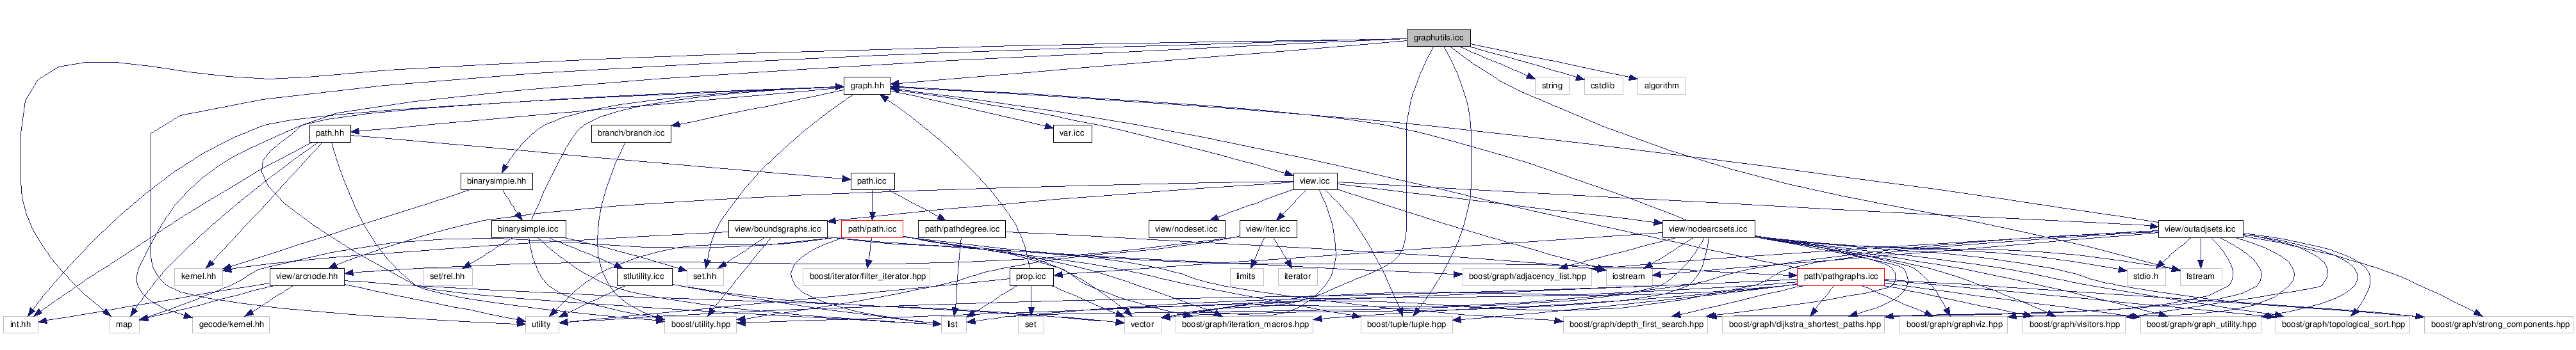 graphutils.icc
graph.hh
string
cstdlib
algorithm
path.hh
branch/branch.icc
var.icc
binarysimple.hh
path.icc
view.icc
binarysimple.icc
view/boundsgraphs.icc
path/path.icc
path/pathdegree.icc
view/nodeset.icc
view/iter.icc
view/nodearcsets.icc
view/outadjsets.icc
kernel.hh
view/arcnode.hh
set/rel.hh
stlutility.icc
set.hh
boost/iterator/filter_iterator.hpp
prop.icc
limits
iterator
boost/graph/adjacency_list.hpp
iostream
path/pathgraphs.icc
stdio.h
fstream
int.hh
map
gecode/kernel.hh
utility
boost/utility.hpp
list
set
vector
boost/graph/iteration_macros.hpp
boost/tuple/tuple.hpp
boost/graph/depth_first_search.hpp
boost/graph/dijkstra_shortest_paths.hpp
boost/graph/graphviz.hpp
boost/graph/visitors.hpp
boost/graph/graph_utility.hpp
boost/graph/topological_sort.hpp
boost/graph/strong_components.hpp